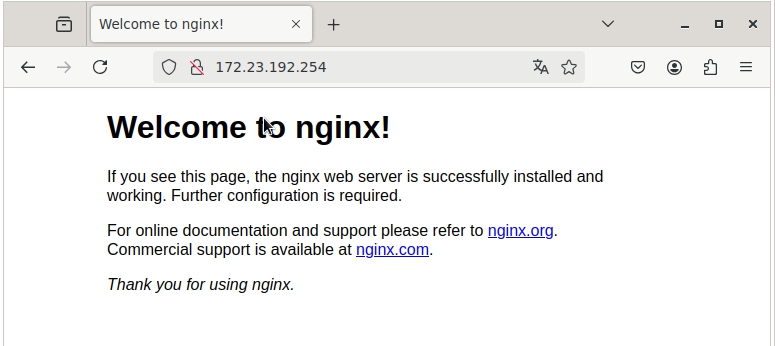 Welcome to nginx!
172.23.192.254
Welcome to nginx!
If you see this page, the nginx web server is successfully installed and
working. Further configuration is required.
For online documentation and support please refer to nginx.org.
Commercial support is available at nginx.com.
Thank you for using nginx.